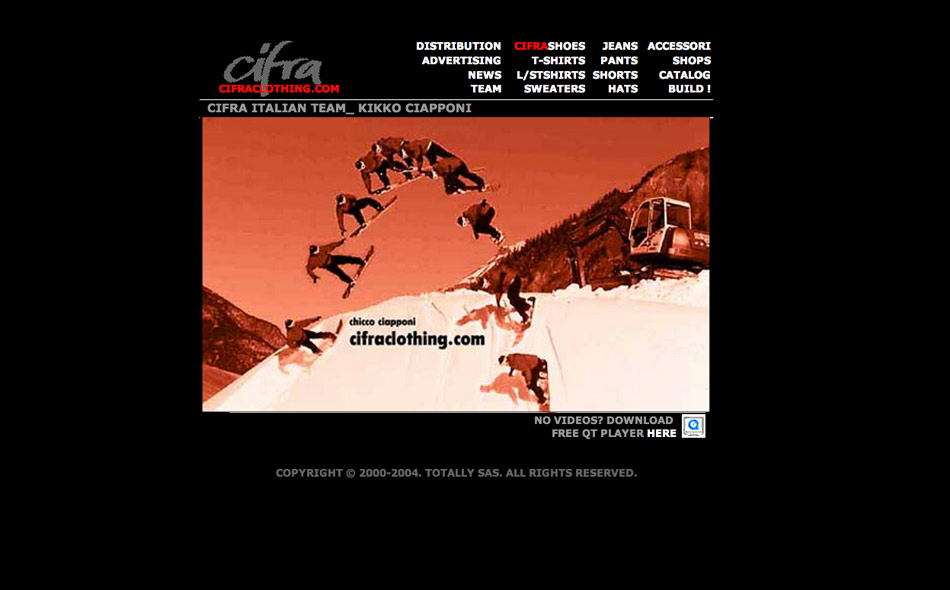 cifra
CIFRACLOTHING.COM
DISTRIBUTION CIFRASHOES JEANS ACCESSORI
ADVERTISING T-SHIRTS PANTS SHOPS
NEWS L/STSHIRTS SHORTS CATALOG
TEAM SWEATERS HATS BUILD !
CIFRA ITALIAN TEAM_ KIKKO CIAPPONI
chicco ciapponi
cifraclothing.com
NO VIDEOS? DOWNLOAD
FREE QT PLAYER HERE
COPYRIGHT © 2000-2004. TOTALLY SAS. ALL RIGHTS RESERVED.